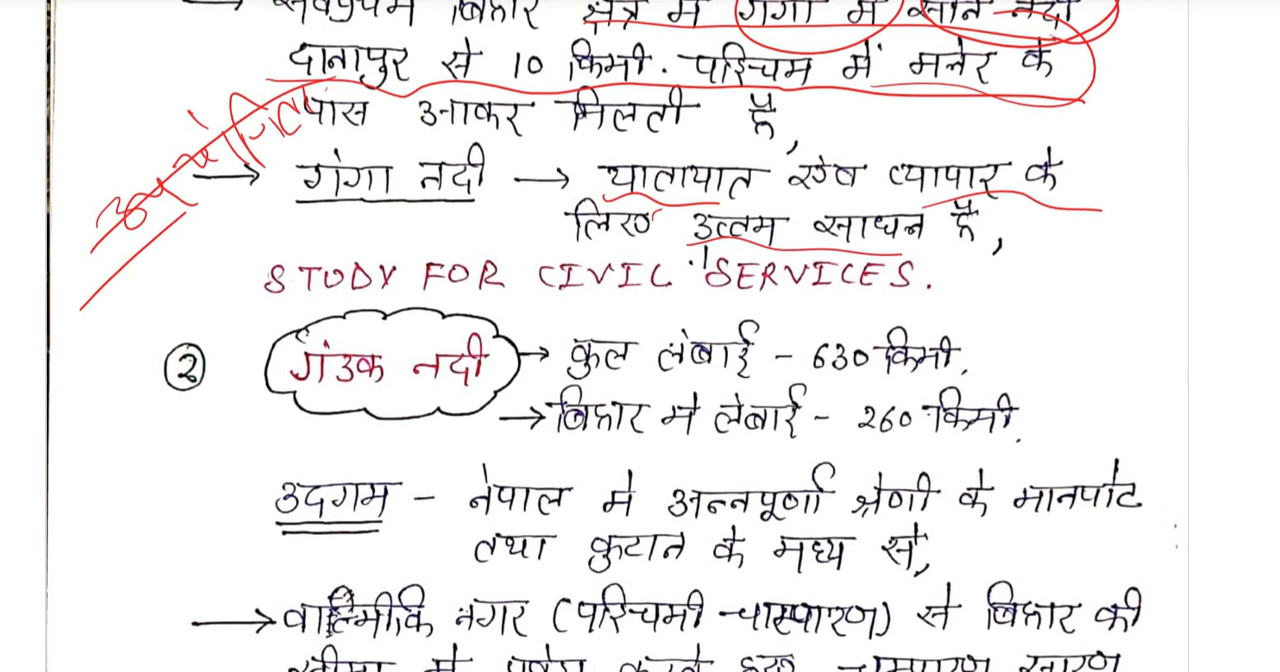 → सर्वप्रथम बिहार क्षेत्र में गंगा में सोन नदी
दानापुर से 10 किमी. पश्चिम में मनेर के
पास आकर मिलती है,
→ गंगा नदी → यातायात एंव व्यापार के
लिए उत्तम साधन है,
STUDY FOR CIVIL SERVICES.
② गंडक नदी → कुल लंबाई - 630 किमी.
→ बिहार में लंबाई - 260 किमी.
उदगम - नेपाल मे अन्नपूर्णा श्रेणी के मानपोट
तथा कुटान के मध्य से,
→ वाल्मिीकि नगर (पश्चिमी चम्पारण) से बिहार की